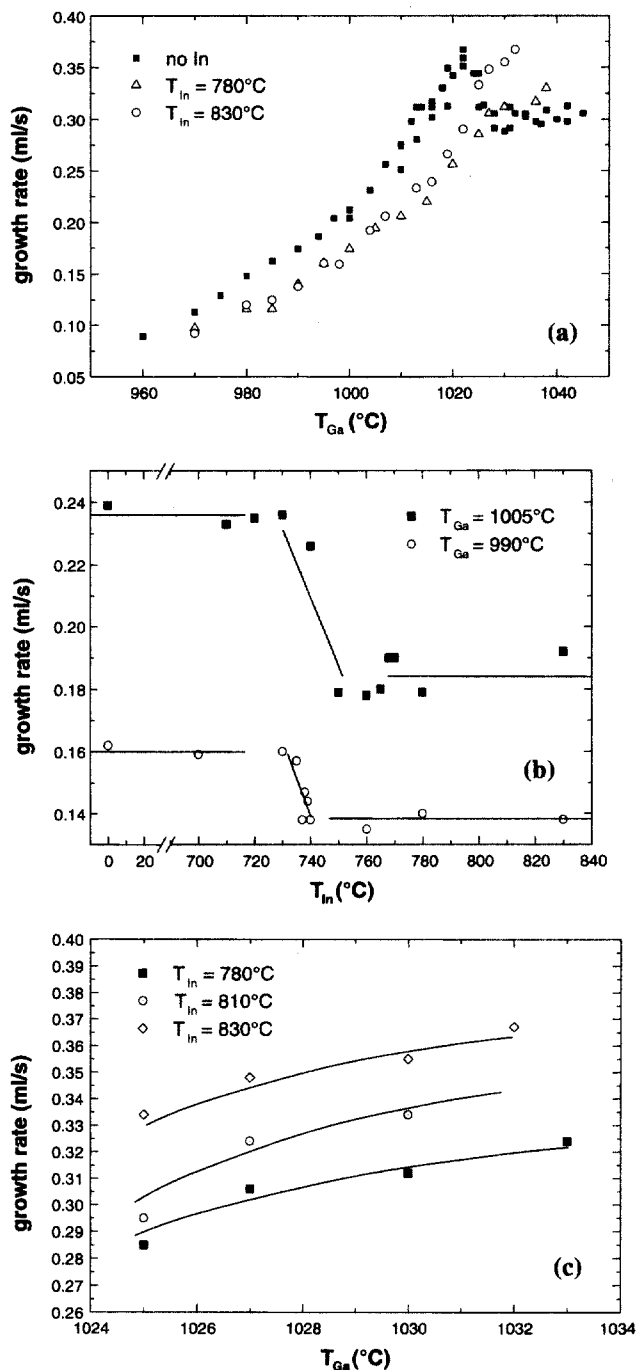 0.40
0.35
0.30
0.25
0.20
0.15
0.10
0.05
growth rate (ml/s)
no In
T_In = 780°C
T_In = 830°C
(a)
960 980 1000 1020 1040
T_Ga (°C)
0.24
0.22
0.20
0.18
0.16
0.14
growth rate (ml/s)
T_Ga = 1005°C
T_Ga = 990°C
(b)
0 20 700 720 740 760 780 800 820 840
T_In (°C)
0.40
0.39
0.38
0.37
0.36
0.35
0.34
0.33
0.32
0.31
0.30
0.29
0.28
0.27
0.26
growth rate (ml/s)
T_In = 780°C
T_In = 810°C
T_In = 830°C
(c)
1024 1026 1028 1030 1032 1034
T_Ga (°C)